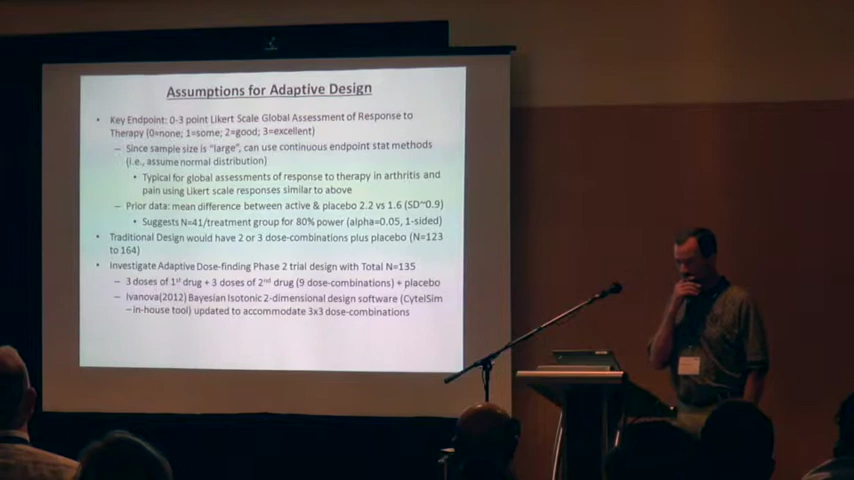 Assumptions for Adaptive Design
• Key Endpoint: 0-3 point Likert Scale Global Assessment of Response to
Therapy (0=none; 1=some; 2=good; 3=excellent)
– Since sample size is "large", can use continuous endpoint stat methods
(i.e., assume normal distribution)
• Typical for global assessments of response to therapy in arthritis and
pain using Likert scale responses similar to above
– Prior data: mean difference between active & placebo 2.2 vs 1.6 (SD~0.9)
• Suggests N=41/treatment group for 80% power (alpha=0.05, 1-sided)
• Traditional Design would have 2 or 3 dose-combinations plus placebo (N=123
to 164)
• Investigate Adaptive Dose-finding Phase 2 trial design with Total N=135
– 3 doses of 1st drug + 3 doses of 2nd drug (9 dose-combinations) + placebo
– Ivanova(2012) Bayesian Isotonic 2-dimensional design software (CytelSim
– in-house tool) updated to accommodate 3x3 dose-combinations